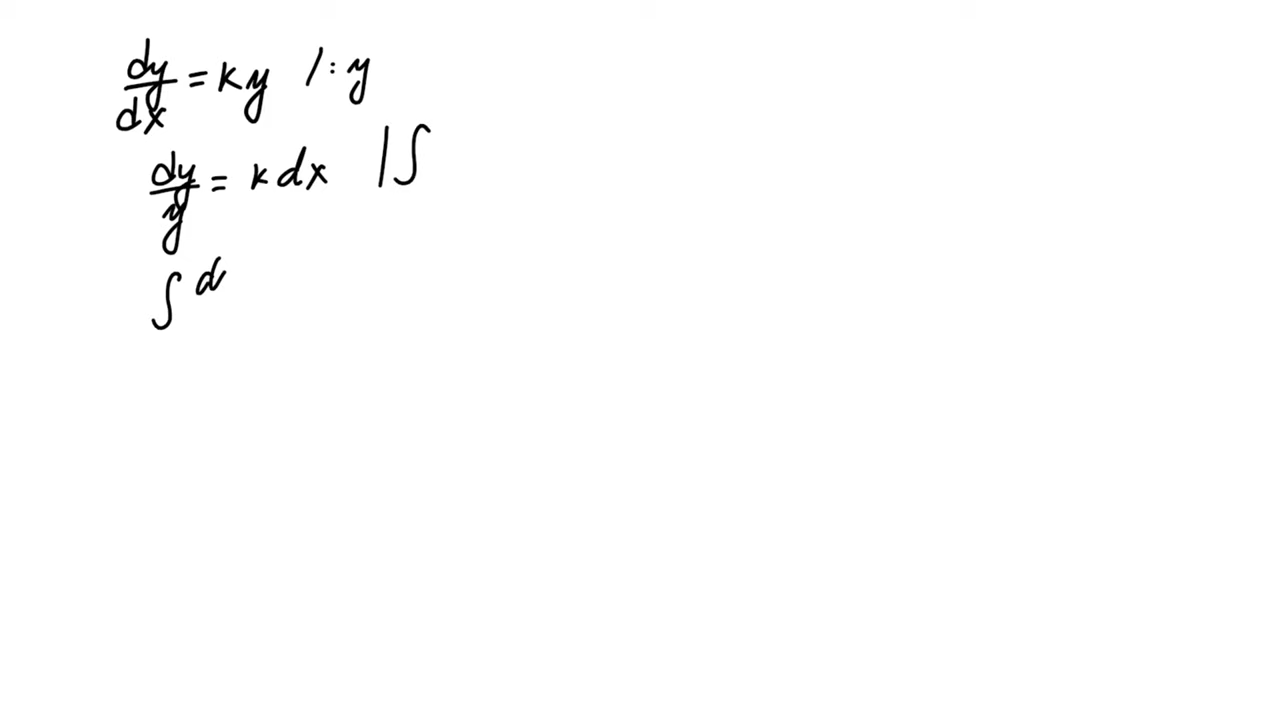 dy/dx = ky /: y
dy/y = k dx | ∫
∫ d